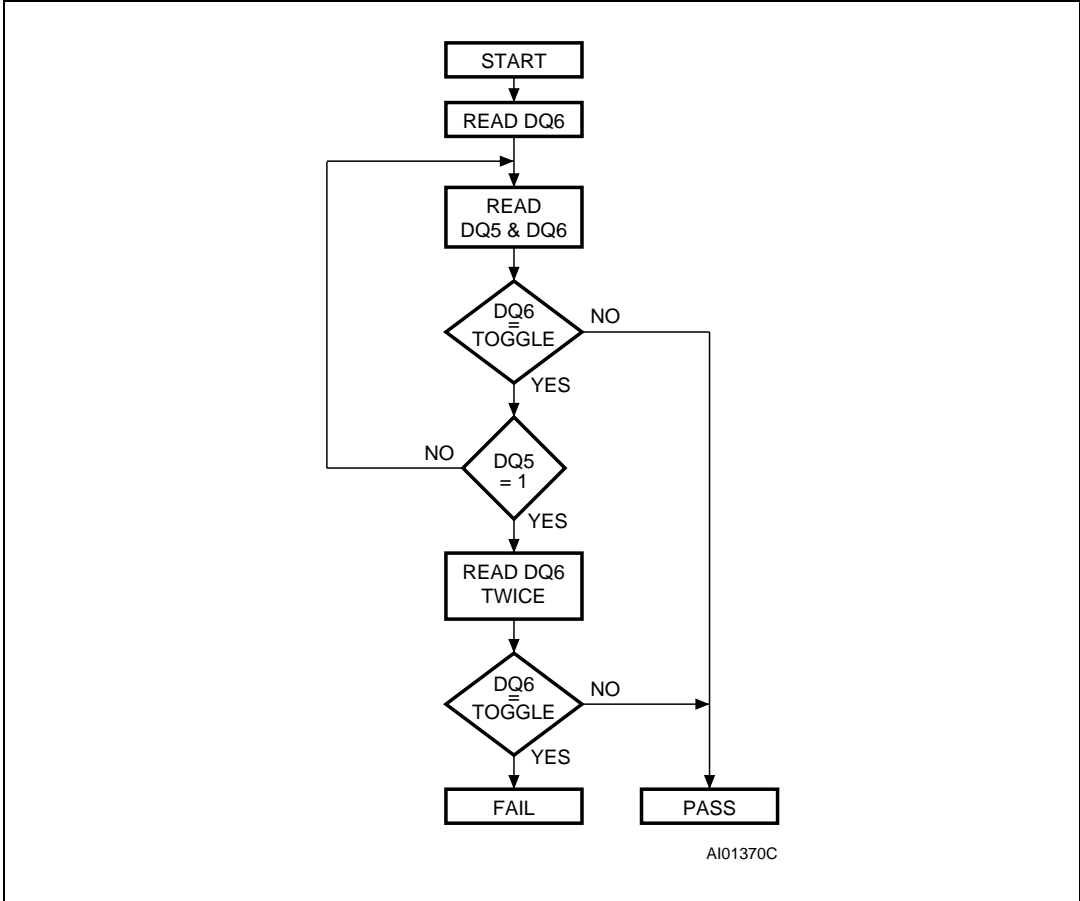 START
READ DQ6
READ
DQ5 & DQ6
DQ6
=
TOGGLE
NO
YES
NO
DQ5
= 1
YES
READ DQ6
TWICE
DQ6
=
TOGGLE
NO
YES
FAIL
PASS
AI01370C